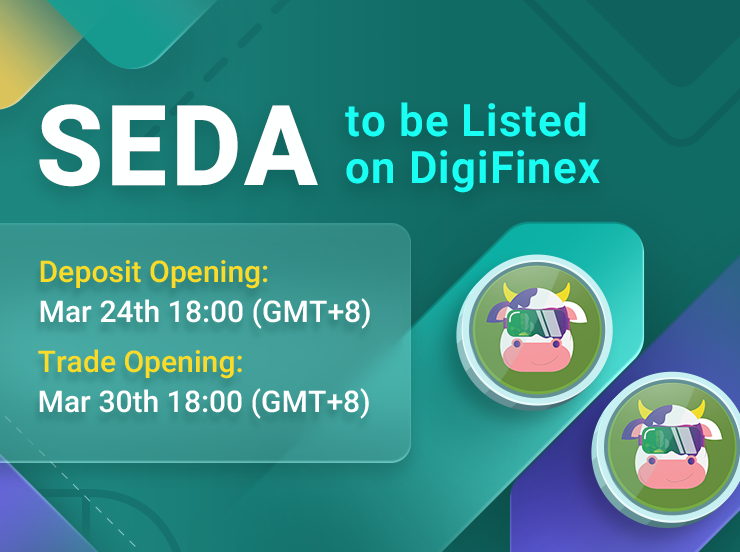 SEDA
to be Listed
on DigiFinex
Deposit Opening:
Mar 24th 18:00 (GMT+8)
Trade Opening:
Mar 30th 18:00 (GMT+8)